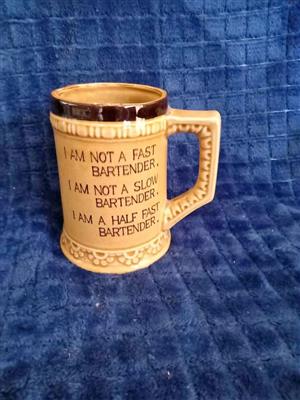 I AM NOT A FAST
BARTENDER.
I AM NOT A SLOW
BARTENDER.
I AM A HALF FAST
BARTENDER.